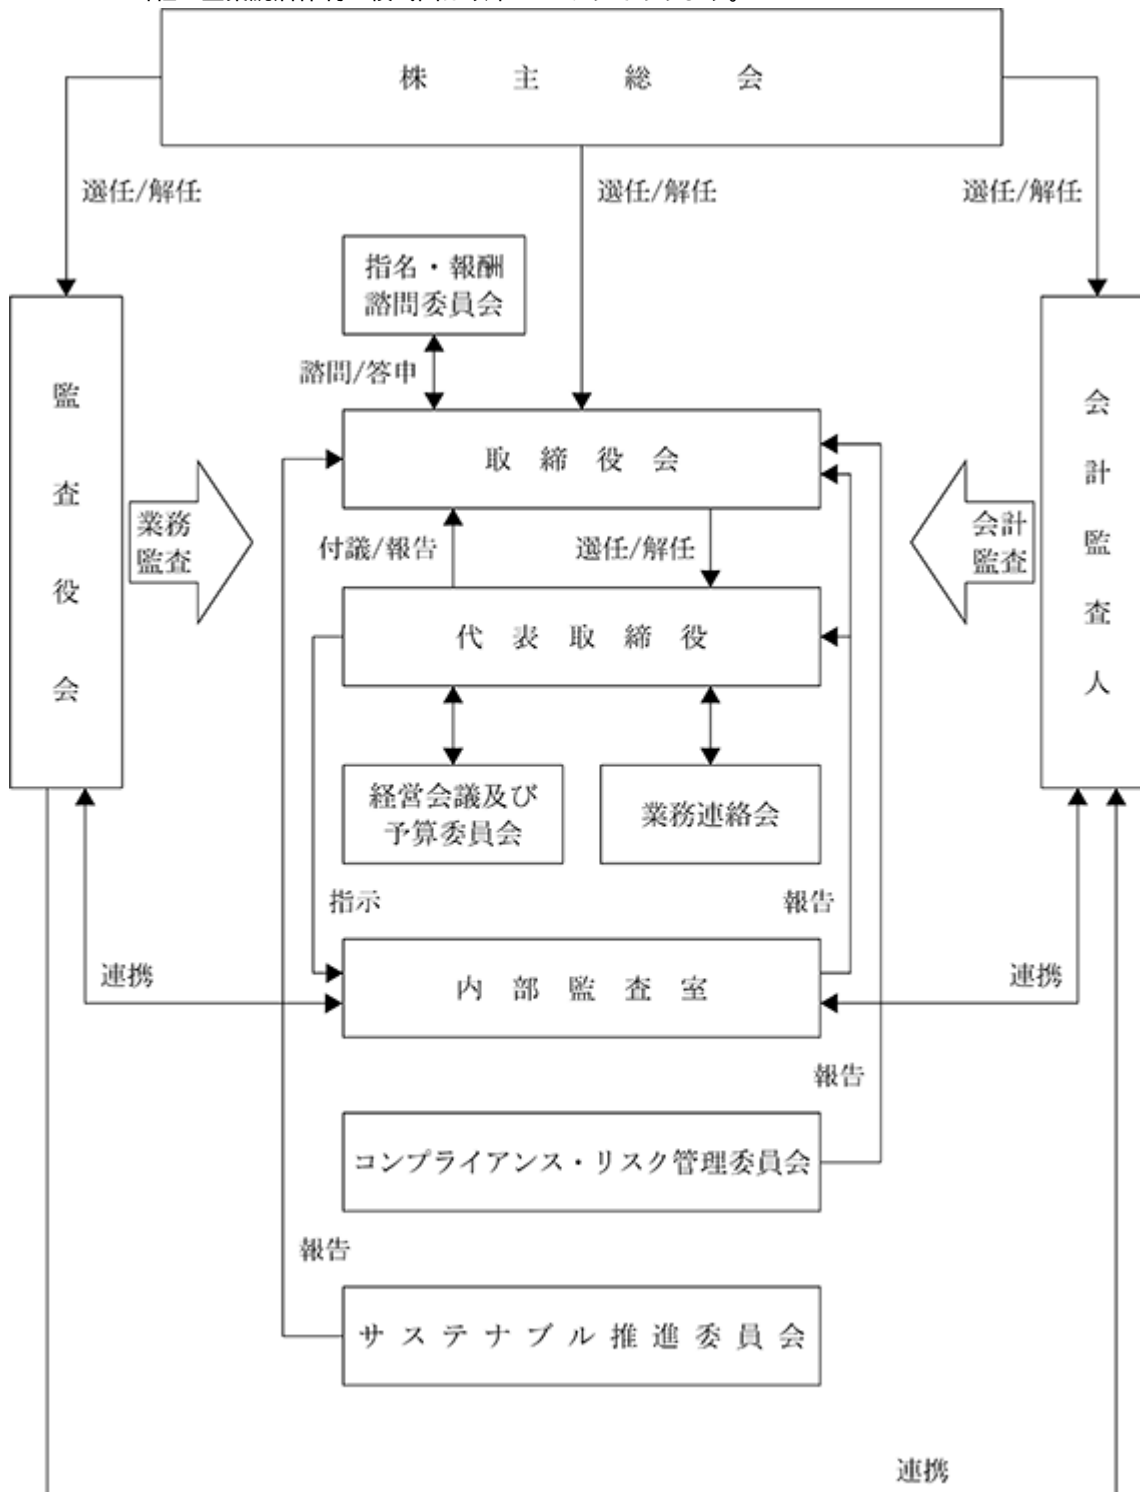 株主総会
選任/解任
選任/解任
選任/解任
指名・報酬
諮問委員会
諮問/答申
監査役会
取締役会
会計監査人
業務
監査
会計
監査
付議/報告
選任/解任
代表取締役
経営会議及び
予算委員会
業務連絡会
指示
報告
連携
内部監査室
連携
報告
コンプライアンス・リスク管理委員会
報告
サステナブル推進委員会
連携